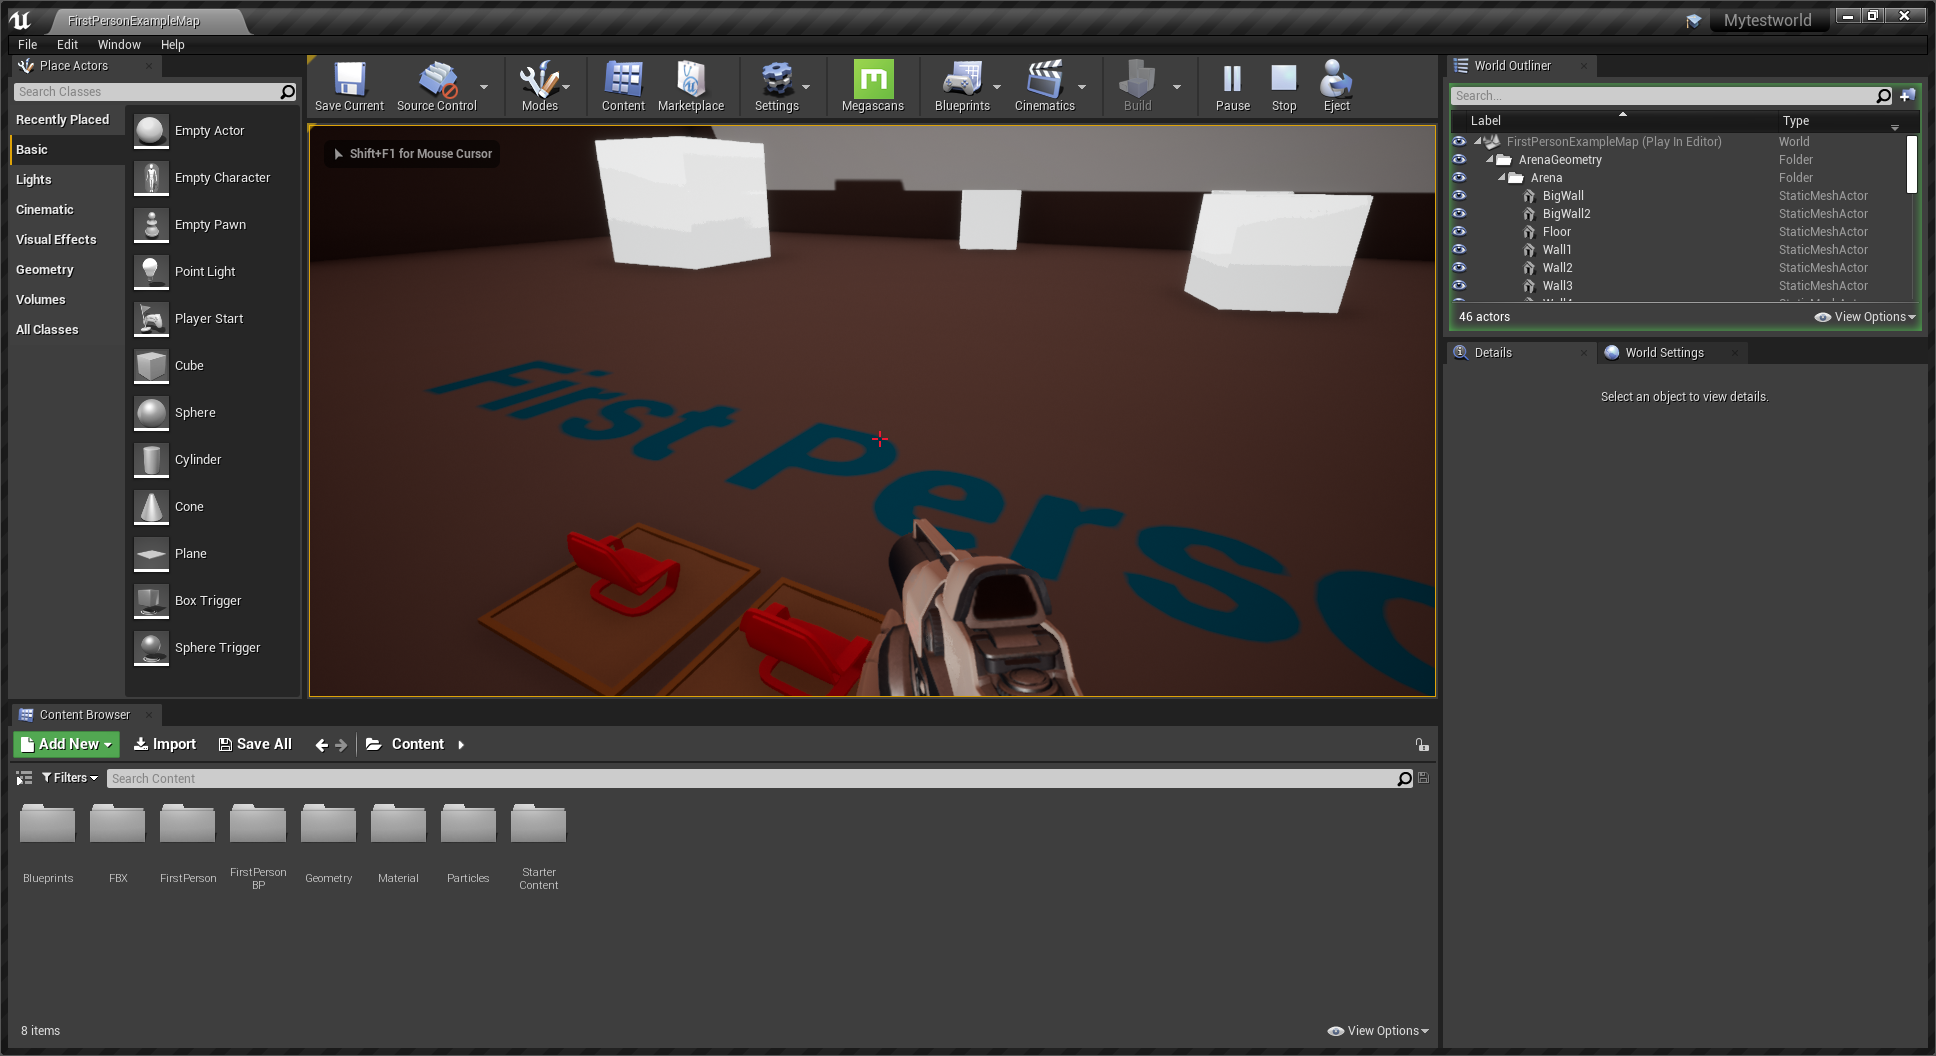 FirstPersonExampleMap
Mytestworld
File Edit Window Help
Place Actors
Search Classes
Recently Placed
Basic
Lights
Cinematic
Visual Effects
Geometry
Volumes
All Classes
Empty Actor
Empty Character
Empty Pawn
Point Light
Player Start
Cube
Sphere
Cylinder
Cone
Plane
Box Trigger
Sphere Trigger
Save Current Source Control Modes Content Marketplace Settings Megascans Blueprints Cinematics Build Pause Stop Eject
Shift+F1 for Mouse Cursor
First Perso
World Outliner
Search...
Label Type
FirstPersonExampleMap (Play In Editor) World
ArenaGeometry Folder
Arena Folder
BigWall StaticMeshActor
BigWall2 StaticMeshActor
Floor StaticMeshActor
Wall1 StaticMeshActor
Wall2 StaticMeshActor
Wall3 StaticMeshActor
46 actors View Options
Details World Settings
Select an object to view details.
Content Browser
Add New Import Save All Content
Filters Search Content
Blueprints
FBX
FirstPerson
FirstPerson
BP
Geometry
Material
Particles
Starter
Content
8 items View Options